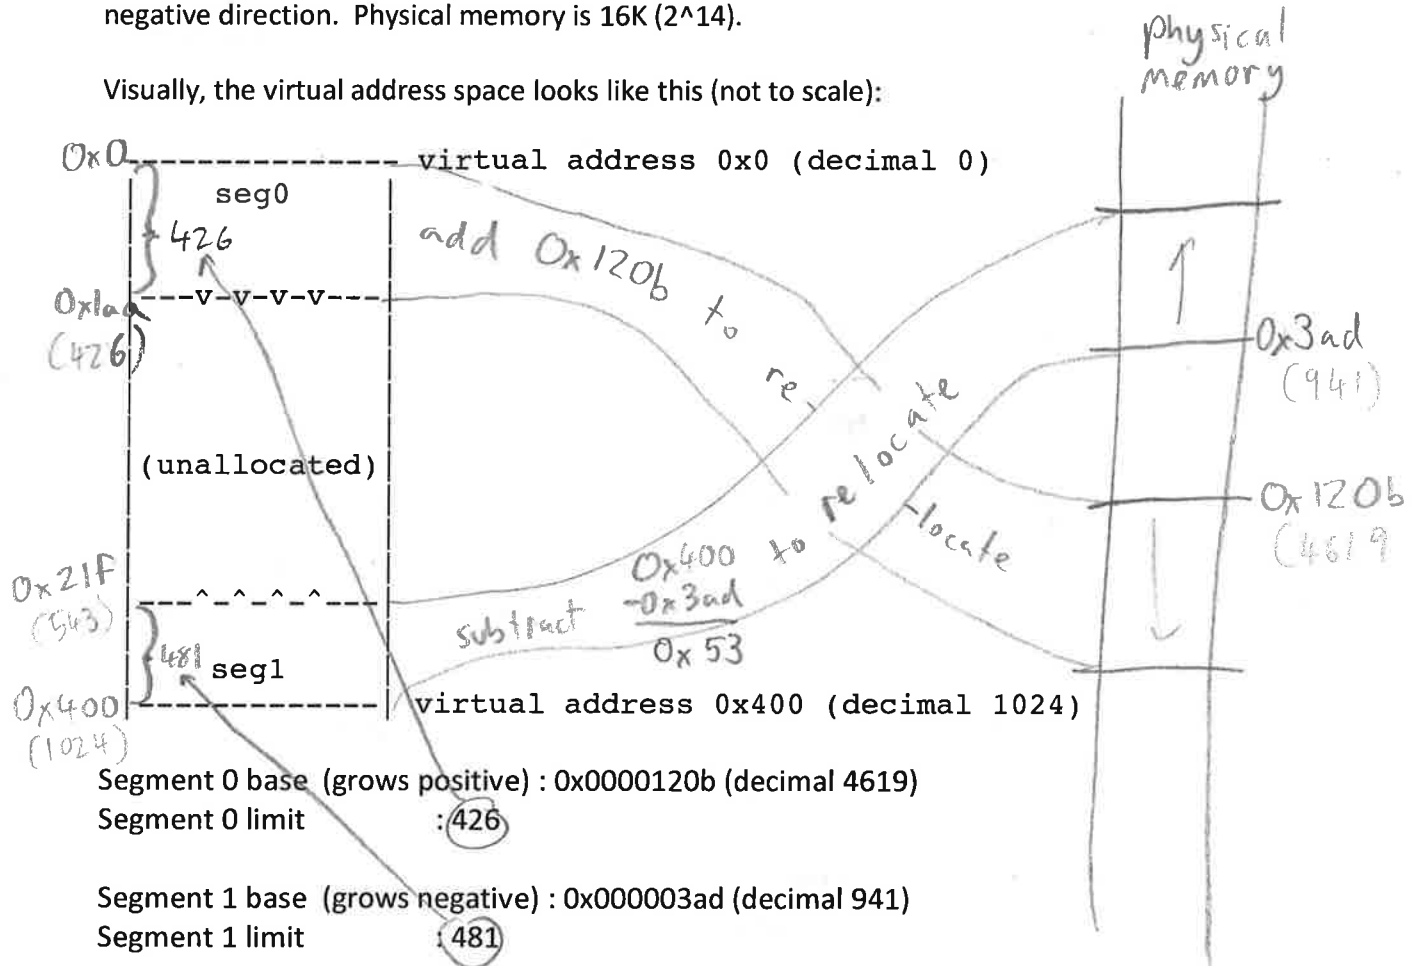 negative direction. Physical memory is 16K (2^14).
physical
memory
Visually, the virtual address space looks like this (not to scale):
0x0 ---------------- virtual address 0x0 (decimal 0)
seg0
426
add 0x120b to re-
0x1aa ----v-v-v-v----
(426)
0x3ad
(941)
(unallocated)
to relocate
0x120b
(4619
-locate
0x21F ----^-^-^-^----
(543)
481
seg1
subtract
0x400
-0x3ad
0x53
0x400 ---------------- virtual address 0x400 (decimal 1024)
(1024)
Segment 0 base (grows positive) : 0x0000120b (decimal 4619)
Segment 0 limit : 426
Segment 1 base (grows negative) : 0x000003ad (decimal 941)
Segment 1 limit : 481